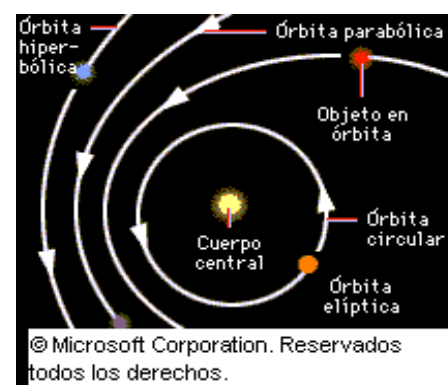 Órbita
hiper-
bólica
Órbita parabólica
Objeto en
órbita
Órbita
circular
Cuerpo
central
Órbita
elíptica
© Microsoft Corporation. Reservados
todos los derechos.